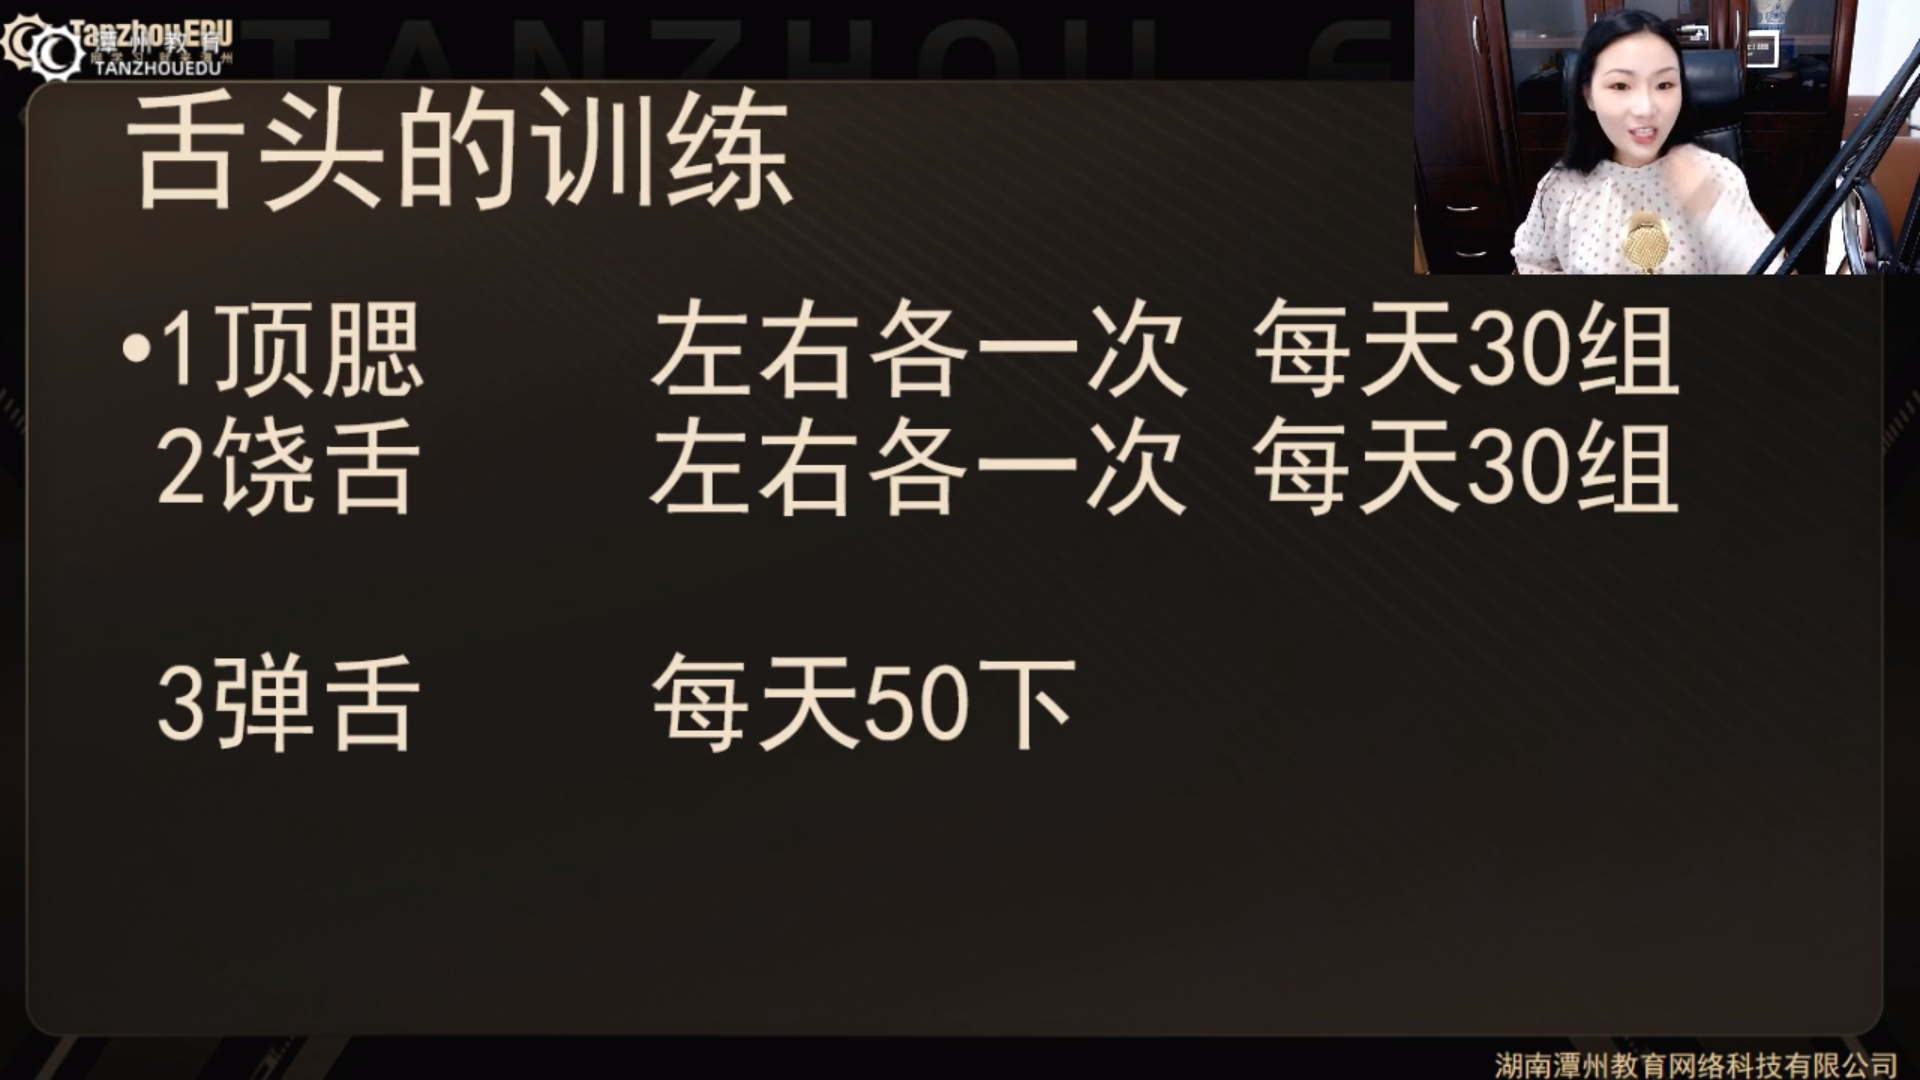 TanzhouEDU
潭州教育
TANZHOUEDU
TANZHOU E
舌头的训练
•1顶腮 左右各一次 每天30组
2饶舌 左右各一次 每天30组
3弹舌 每天50下
湖南潭州教育网络科技有限公司